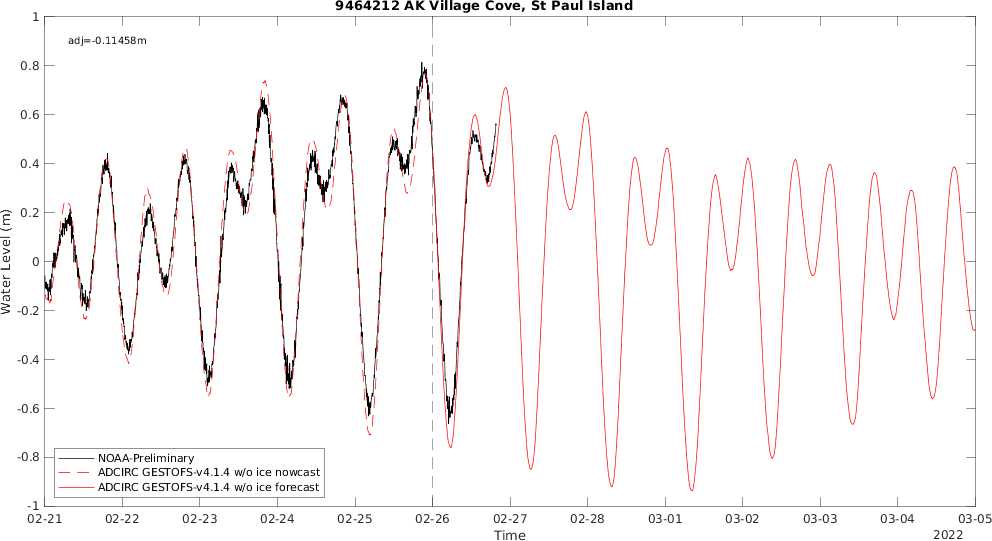 9464212 AK Village Cove, St Paul Island
1
adj=-0.11458m
0.8
0.6
0.4
0.2
0
-0.2
-0.4
-0.6
-0.8
-1
Water Level (m)
NOAA-Preliminary
ADCIRC GESTOFS-v4.1.4 w/o ice nowcast
ADCIRC GESTOFS-v4.1.4 w/o ice forecast
02-21 02-22 02-23 02-24 02-25 02-26 02-27 02-28 03-01 03-02 03-03 03-04 03-05
Time
2022